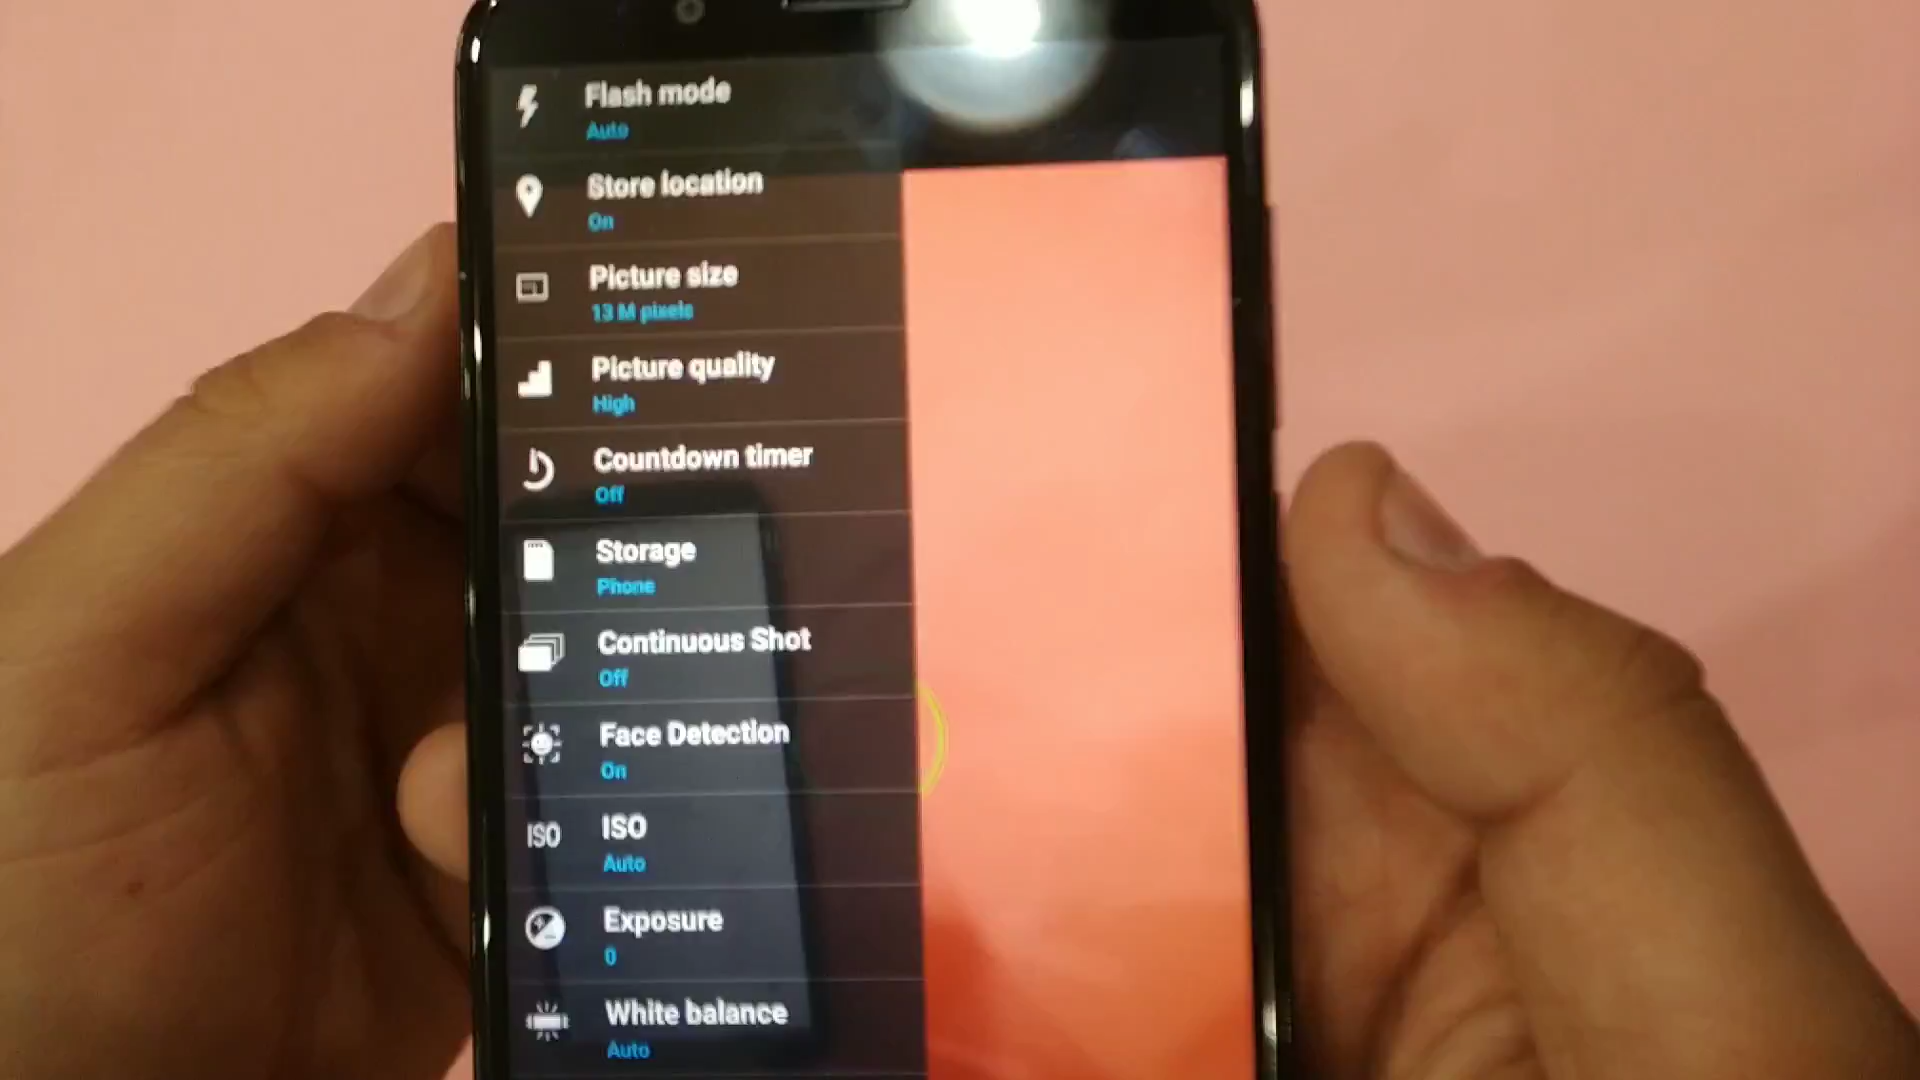 Flash mode
Auto
Store location
On
Picture size
13 M pixels
Picture quality
High
Countdown timer
Off
Storage
Phone
Continuous Shot
Off
Face Detection
On
ISO
ISO
Auto
Exposure
0
White balance
Auto